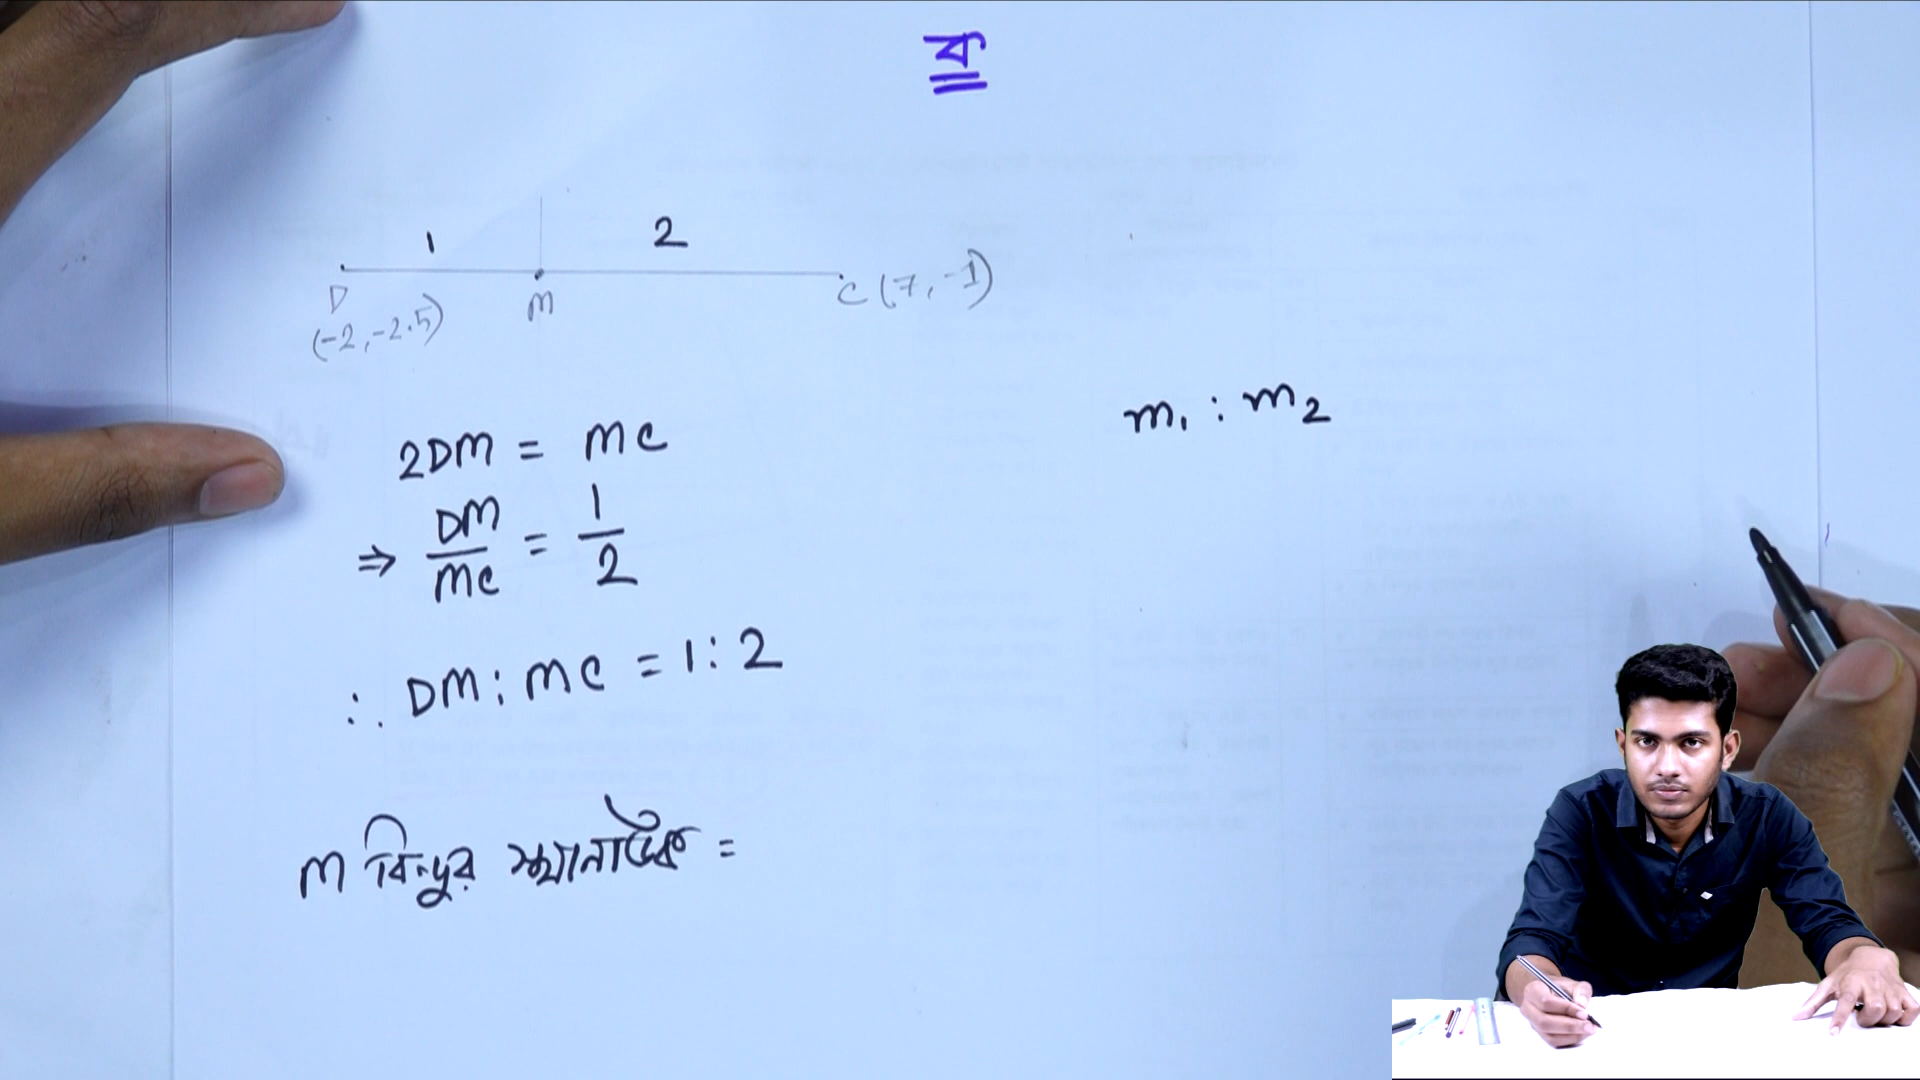 ক
1 2
D M C (7, -1)
(-2, -2.5)
m₁ : m₂
2DM = MC
⇒ DM/MC = 1/2
∴ DM : MC = 1 : 2
M বিন্দুর স্থানাঙ্ক =